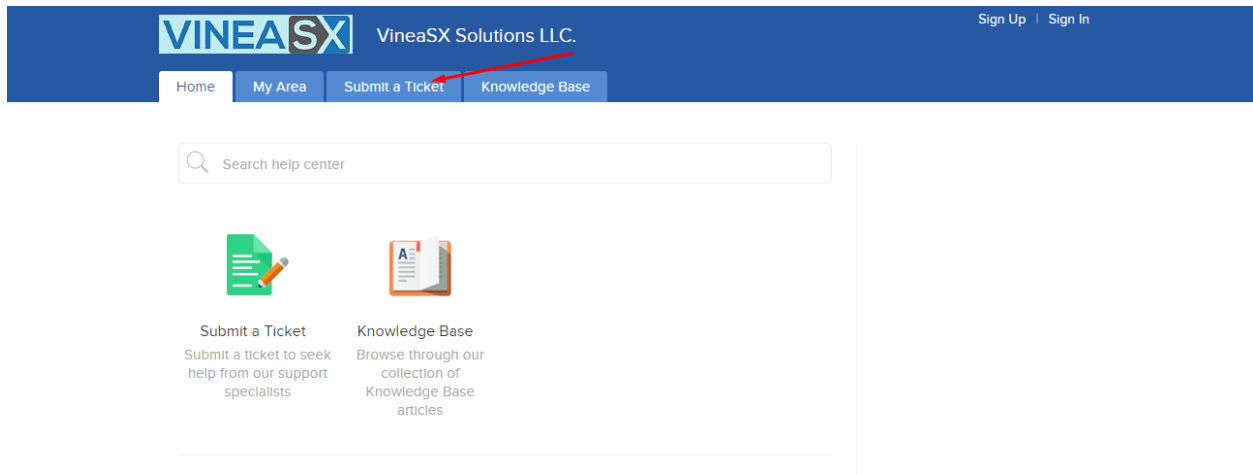 VINEASX VineaSX Solutions LLC.
Sign Up | Sign In
Home My Area Submit a Ticket Knowledge Base
Search help center
A
Submit a Ticket
Submit a ticket to seek
help from our support
specialists
Knowledge Base
Browse through our
collection of
Knowledge Base
articles